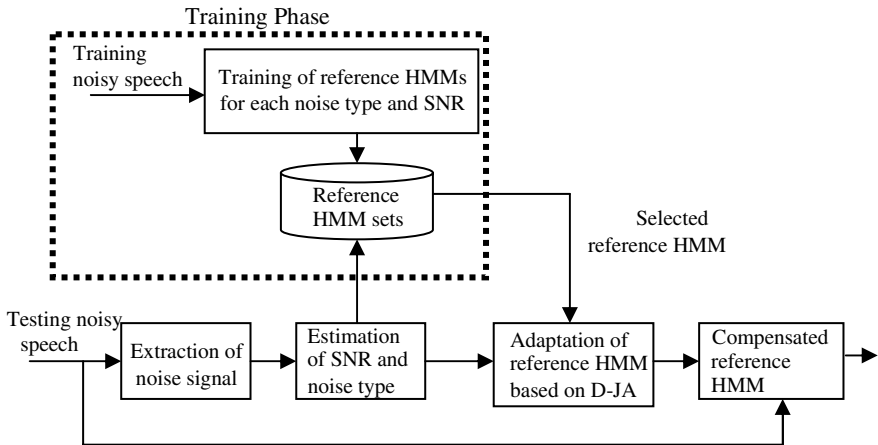 Training Phase
Training
noisy speech
Training of reference HMMs
for each noise type and SNR
Reference
HMM sets
Selected
reference HMM
Testing noisy
speech
Extraction of
noise signal
Estimation
of SNR and
noise type
Adaptation of
reference HMM
based on D-JA
Compensated
reference
HMM